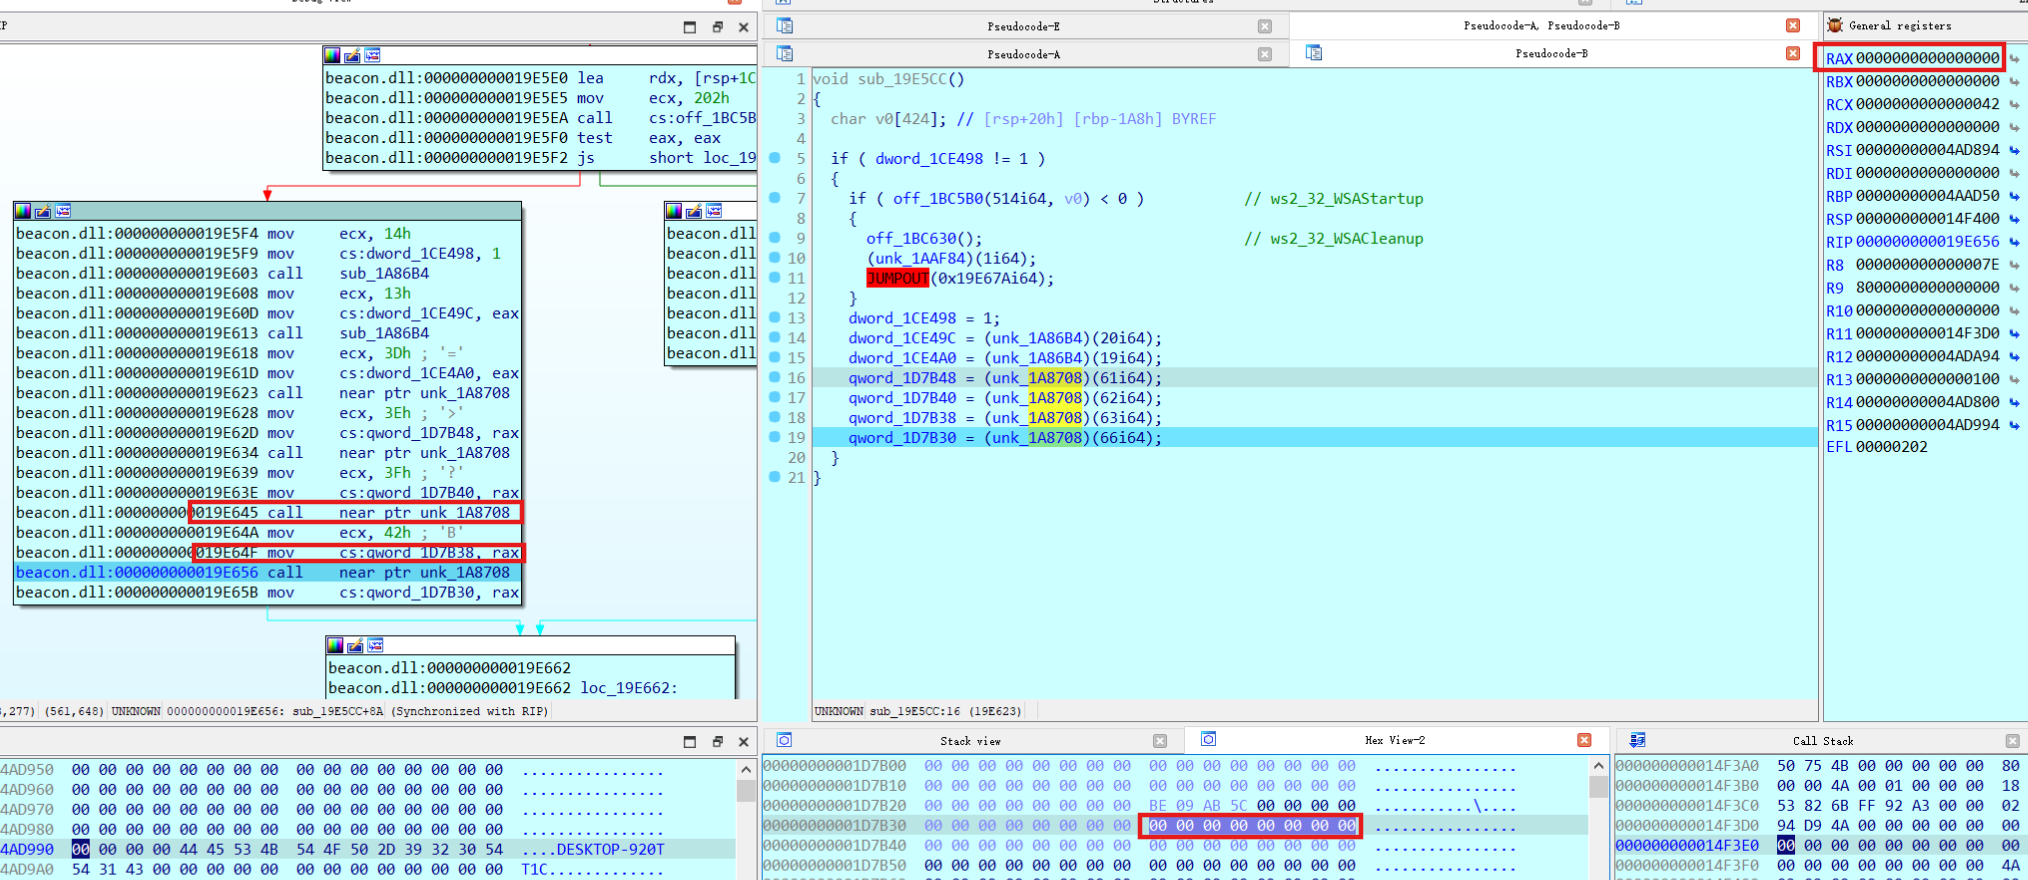 Debug View
Structures
IP
Pseudocode-E
Pseudocode-A, Pseudocode-B
General registers
Pseudocode-A
Pseudocode-B
beacon.dll:000000000019E5E0 lea rdx, [rsp+1C
beacon.dll:000000000019E5E5 mov ecx, 202h
beacon.dll:000000000019E5EA call cs:off_1BC5B
beacon.dll:000000000019E5F0 test eax, eax
beacon.dll:000000000019E5F2 js short loc_19
beacon.dll:000000000019E5F4 mov ecx, 14h
beacon.dll:000000000019E5F9 mov cs:dword_1CE498, 1
beacon.dll:000000000019E603 call sub_1A86B4
beacon.dll:000000000019E608 mov ecx, 13h
beacon.dll:000000000019E60D mov cs:dword_1CE49C, eax
beacon.dll:000000000019E613 call sub_1A86B4
beacon.dll:000000000019E618 mov ecx, 3Dh ; '='
beacon.dll:000000000019E61D mov cs:dword_1CE4A0, eax
beacon.dll:000000000019E623 call near ptr unk_1A8708
beacon.dll:000000000019E628 mov ecx, 3Eh ; '>'
beacon.dll:000000000019E62D mov cs:qword_1D7B48, rax
beacon.dll:000000000019E634 call near ptr unk_1A8708
beacon.dll:000000000019E639 mov ecx, 3Fh ; '?'
beacon.dll:000000000019E63E mov cs:qword_1D7B40, rax
beacon.dll:000000000019E645 call near ptr unk_1A8708
beacon.dll:000000000019E64A mov ecx, 42h ; 'B'
beacon.dll:000000000019E64F mov cs:qword_1D7B38, rax
beacon.dll:000000000019E656 call near ptr unk_1A8708
beacon.dll:000000000019E65B mov cs:qword_1D7B30, rax
beacon.dll
beacon.dll
beacon.dll
beacon.dll
beacon.dll
beacon.dll
beacon.dll
beacon.dll:000000000019E662
beacon.dll:000000000019E662 loc_19E662:
,277) (561,648) UNKNOWN 000000000019E656: sub_19E5CC+8A (Synchronized with RIP)
1 void sub_19E5CC()
2 {
3 char v0[424]; // [rsp+20h] [rbp-1A8h] BYREF
4
5 if ( dword_1CE498 != 1 )
6 {
7 if ( off_1BC5B0(514i64, v0) < 0 ) // ws2_32_WSAStartup
8 {
9 off_1BC630(); // ws2_32_WSACleanup
10 (unk_1AAF84)(1i64);
11 JUMPOUT(0x19E67Ai64);
12 }
13 dword_1CE498 = 1;
14 dword_1CE49C = (unk_1A86B4)(20i64);
15 dword_1CE4A0 = (unk_1A86B4)(19i64);
16 qword_1D7B48 = (unk_1A8708)(61i64);
17 qword_1D7B40 = (unk_1A8708)(62i64);
18 qword_1D7B38 = (unk_1A8708)(63i64);
19 qword_1D7B30 = (unk_1A8708)(66i64);
20 }
21 }
UNKNOWN sub_19E5CC:16 (19E623)
RAX 0000000000000000
RBX 0000000000000000
RCX 0000000000000042
RDX 0000000000000000
RSI 00000000004AD894
RDI 0000000000000000
RBP 00000000004AAD50
RSP 000000000014F400
RIP 000000000019E656
R8 000000000000007E
R9 8000000000000000
R10 0000000000000000
R11 000000000014F3D0
R12 00000000004ADA94
R13 0000000000000100
R14 00000000004AD800
R15 00000000004AD994
EFL 00000202
4AD950 00 00 00 00 00 00 00 00 00 00 00 00 00 00 00 00 ................
4AD960 00 00 00 00 00 00 00 00 00 00 00 00 00 00 00 00 ................
4AD970 00 00 00 00 00 00 00 00 00 00 00 00 00 00 00 00 ................
4AD980 00 00 00 00 00 00 00 00 00 00 00 00 00 00 00 00 ................
4AD990 00 00 00 00 44 45 53 4B 54 4F 50 2D 39 32 30 54 ....DESKTOP-920T
4AD9A0 54 31 43 00 00 00 00 00 00 00 00 00 00 00 00 00 T1C.............
Stack view
Hex View-2
00000000001D7B00 00 00 00 00 00 00 00 00 00 00 00 00 00 00 00 00 ................
00000000001D7B10 00 00 00 00 00 00 00 00 00 00 00 00 00 00 00 00 ................
00000000001D7B20 00 00 00 00 00 00 00 00 BE 09 AB 5C 00 00 00 00 ...........\....
00000000001D7B30 00 00 00 00 00 00 00 00 00 00 00 00 00 00 00 00 ................
00000000001D7B40 00 00 00 00 00 00 00 00 00 00 00 00 00 00 00 00 ................
00000000001D7B50 00 00 00 00 00 00 00 00 00 00 00 00 00 00 00 00 ................
Call Stack
000000000014F3A0 50 75 4B 00 00 00 00 00 80
000000000014F3B0 00 00 4A 00 01 00 00 00 18
000000000014F3C0 53 82 6B FF 92 A3 00 00 02
000000000014F3D0 94 D9 4A 00 00 00 00 00 00
000000000014F3E0 00 00 00 00 00 00 00 00 00
000000000014F3F0 00 00 00 00 00 00 00 00 4A